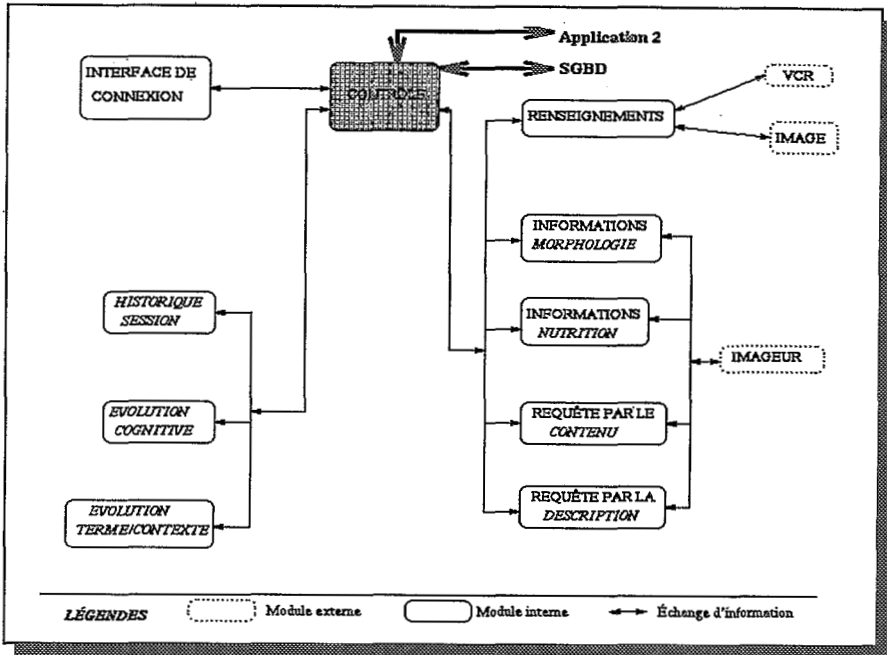 Application 2
SGBD
INTERFACE DE
CONNEXION
CONTRÔLE
RENSEIGNEMENTS
VCR
IMAGE
INFORMATIONS
MORPHOLOGIE
HISTORIQUE
SESSION
INFORMATIONS
NUTRITION
IMAGEUR
EVOLUTION
COGNITIVE
REQUÊTE PAR LE
CONTENU
EVOLUTION
TERME/CONTEXTE
REQUÊTE PAR LA
DESCRIPTION
LÉGENDES
Module externe
Module interne
Échange d'information